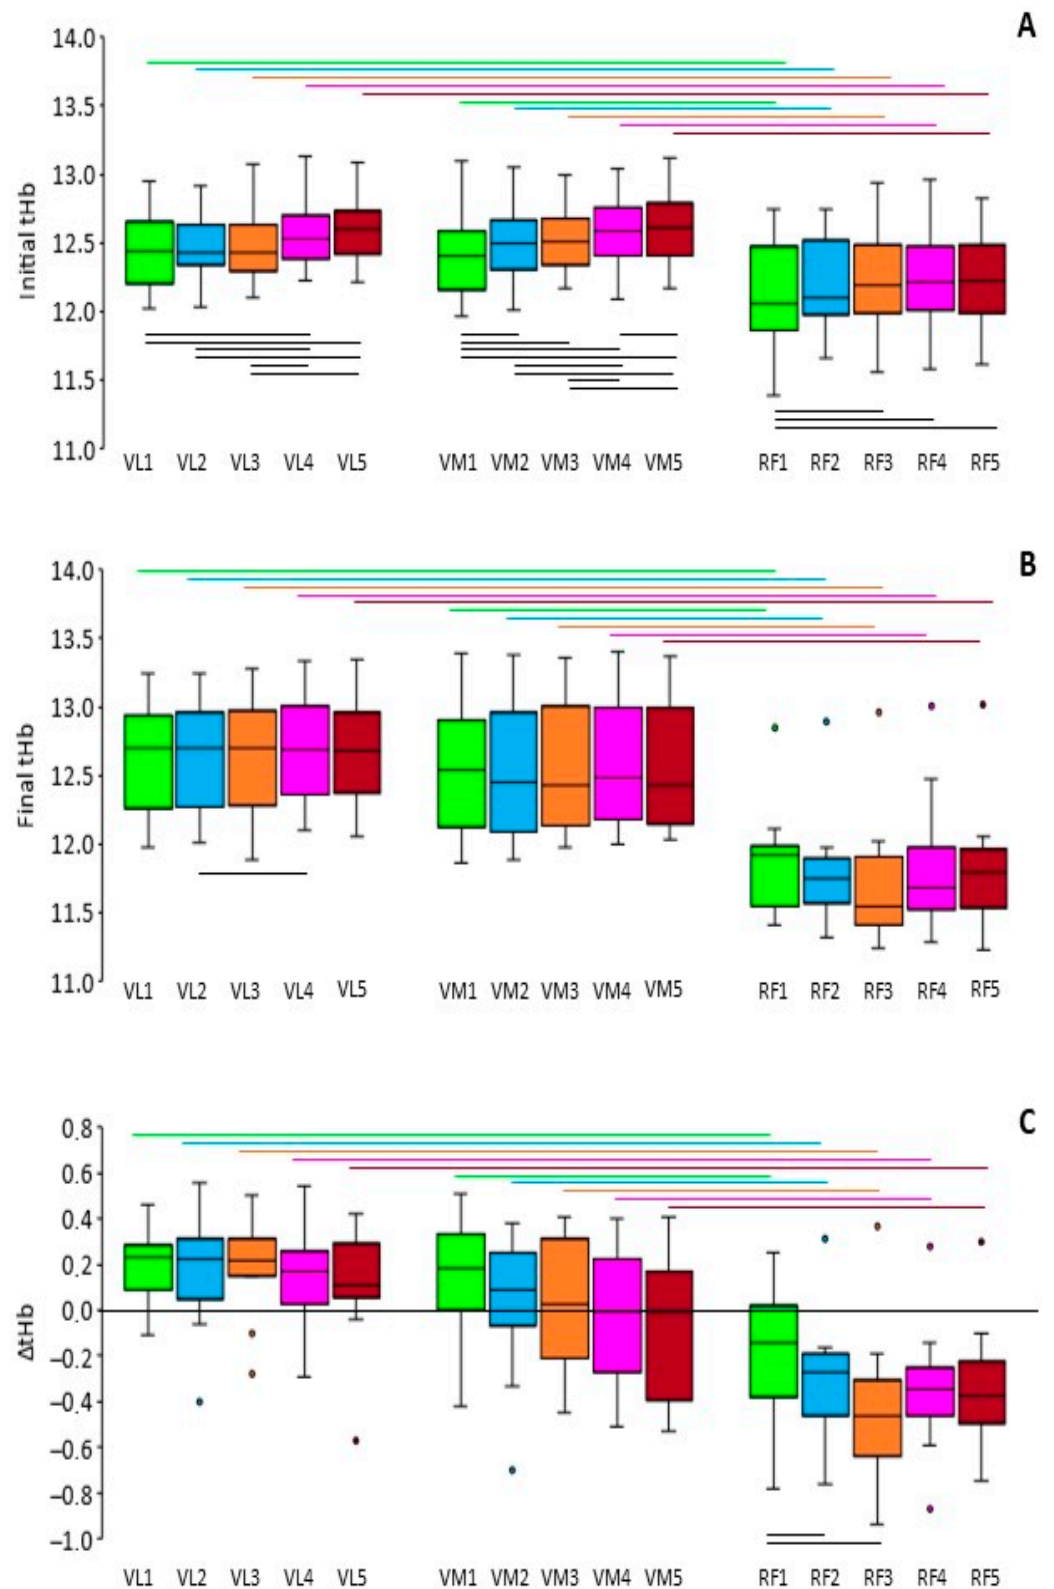 A
14.0
13.5
13.0
12.5
12.0
11.5
11.0
Initial tHb
VL1 VL2 VL3 VL4 VL5 VM1 VM2 VM3 VM4 VM5 RF1 RF2 RF3 RF4 RF5
B
14.0
13.5
13.0
12.5
12.0
11.5
11.0
Final tHb
VL1 VL2 VL3 VL4 VL5 VM1 VM2 VM3 VM4 VM5 RF1 RF2 RF3 RF4 RF5
C
0.8
0.6
0.4
0.2
0.0
−0.2
−0.4
−0.6
−0.8
−1.0
ΔtHb
VL1 VL2 VL3 VL4 VL5 VM1 VM2 VM3 VM4 VM5 RF1 RF2 RF3 RF4 RF5